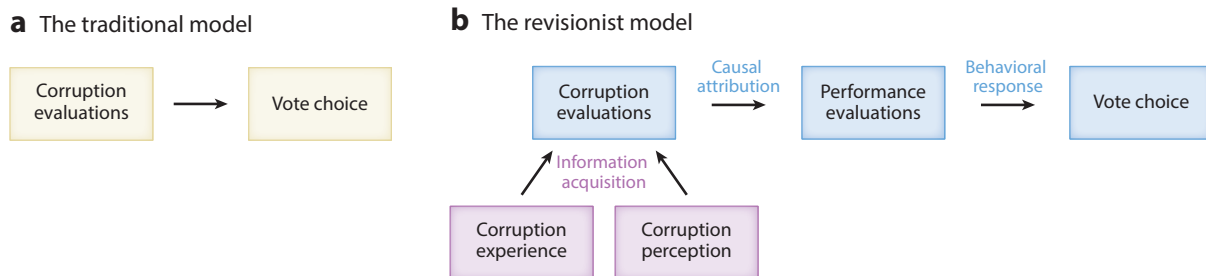 a The traditional model
Corruption
evaluations
Vote choice
b The revisionist model
Corruption
evaluations
Causal
attribution
Performance
evaluations
Behavioral
response
Vote choice
Information
acquisition
Corruption
experience
Corruption
perception